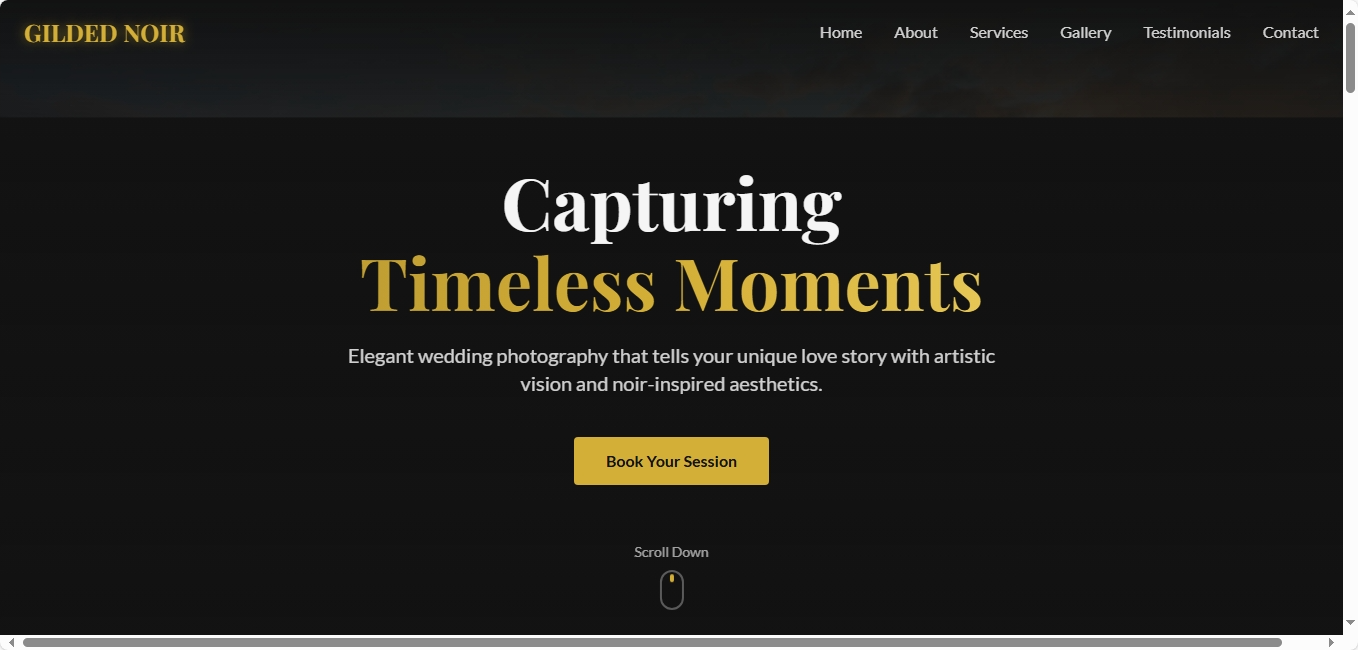 GILDED NOIR
Home About Services Gallery Testimonials Contact
Capturing
Timeless Moments
Elegant wedding photography that tells your unique love story with artistic
vision and noir-inspired aesthetics.
Book Your Session
Scroll Down